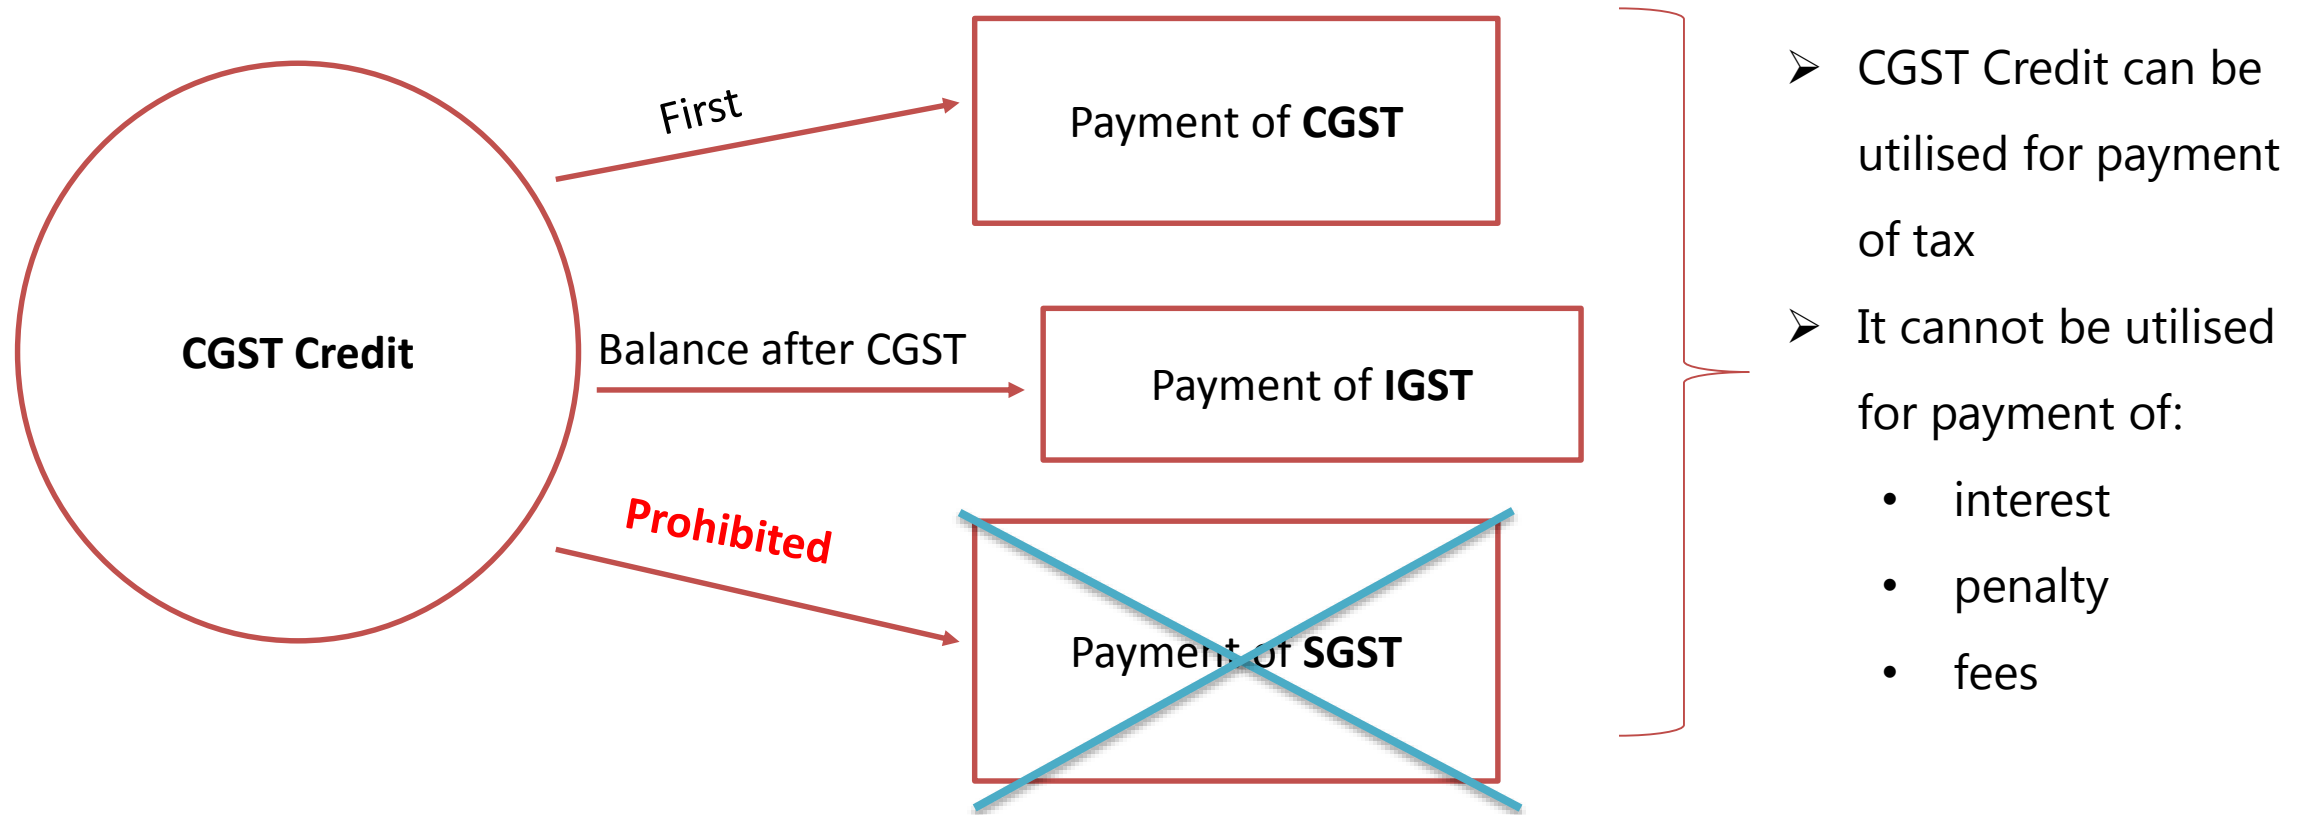 CGST Credit
First
Payment of CGST
Balance after CGST
Payment of IGST
Prohibited
Payment of SGST
➢ CGST Credit can be
utilised for payment
of tax
➢ It cannot be utilised
for payment of:
• interest
• penalty
• fees